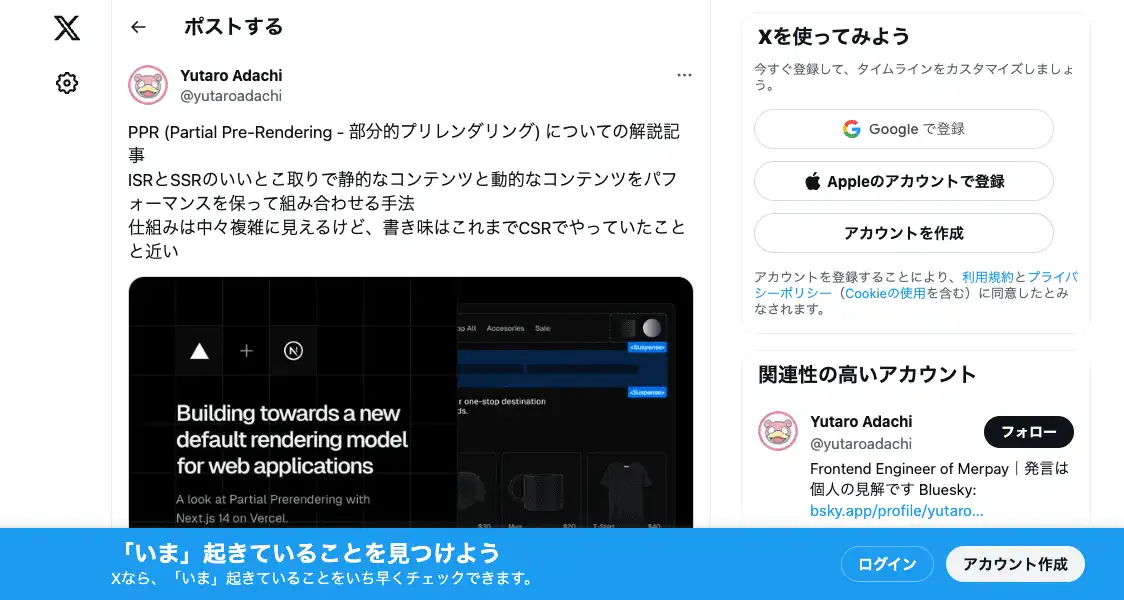 ポストする
Yutaro Adachi
@yutaroadachi
PPR (Partial Pre-Rendering - 部分的プリレンダリング) についての解説記
事
ISRとSSRのいいとこ取りで静的なコンテンツと動的なコンテンツをパフ
ォーマンスを保って組み合わせる手法
仕組みは中々複雑に見えるけど、書き味はこれまでCSRでやっていたこと
と近い
Building towards a new
default rendering model
for web applications
A look at Partial Prerendering with
Next.js 14 on Vercel.
op All Accesories Sale
<Suspense>
<Suspense>
r one-stop destination
ds.
$30 Mug $20 T-Shirt $40
Xを使ってみよう
今すぐ登録して、タイムラインをカスタマイズしましょ
う。
Google で登録
Appleのアカウントで登録
アカウントを作成
アカウントを登録することにより、利用規約とプライバ
シーポリシー（Cookieの使用を含む）に同意したとみ
なされます。
関連性の高いアカウント
Yutaro Adachi
@yutaroadachi
フォロー
Frontend Engineer of Merpay｜発言は
個人の見解です Bluesky:
bsky.app/profile/yutaro...
「いま」起きていることを見つけよう
Xなら、「いま」起きていることをいち早くチェックできます。
ログイン
アカウント作成